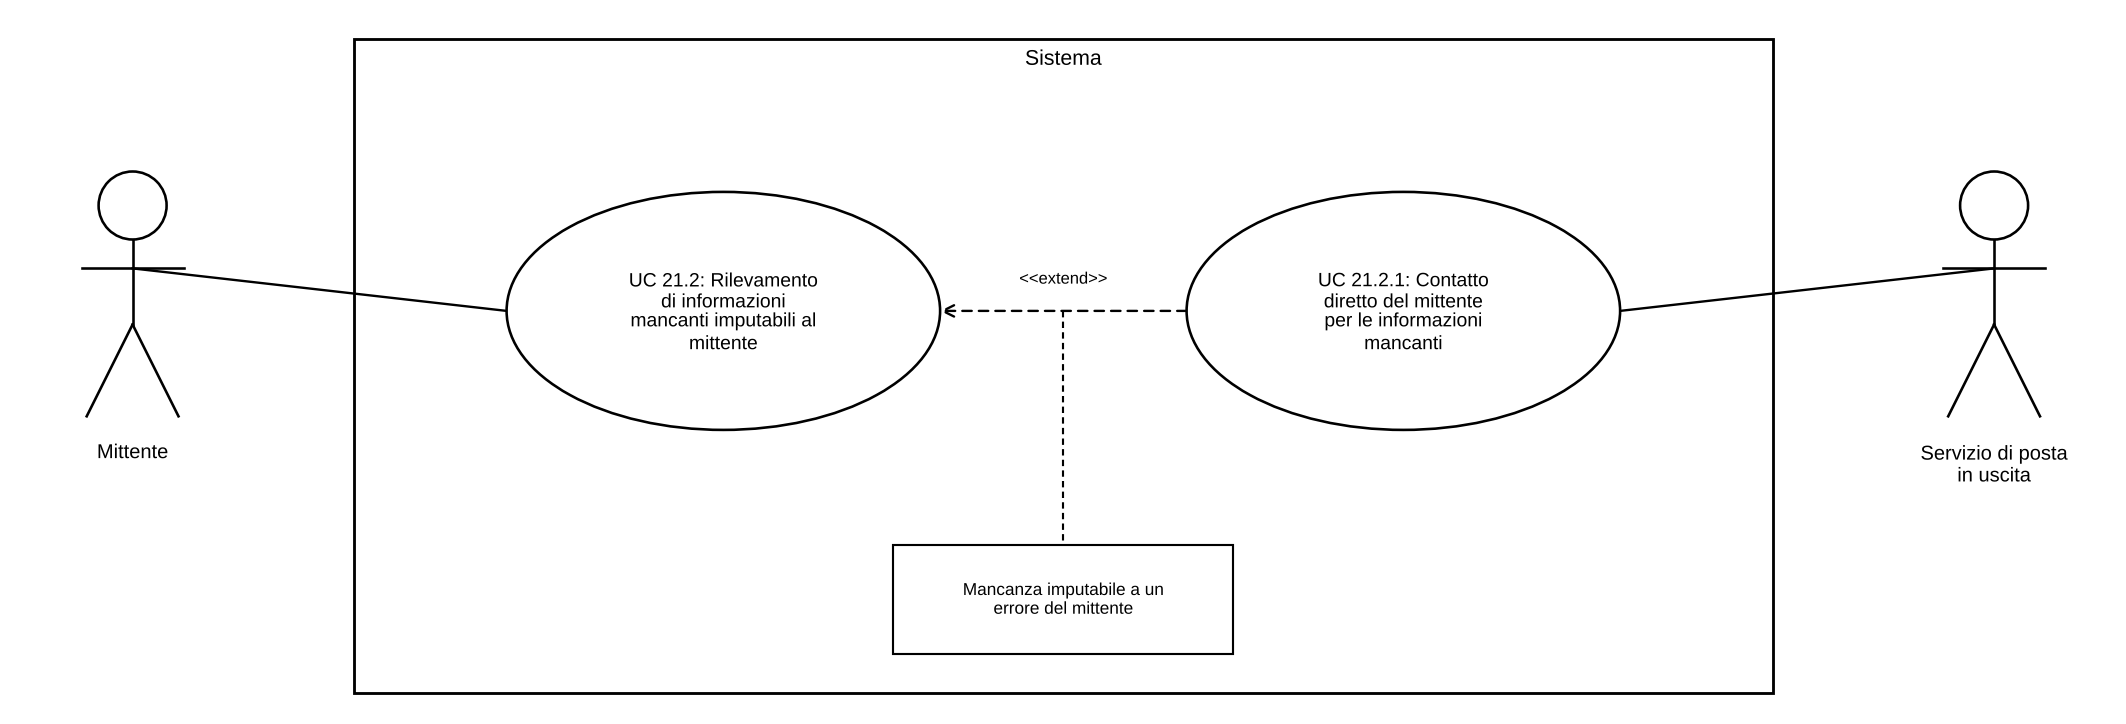 Sistema
UC 21.2: Rilevamento
di informazioni
mancanti imputabili al
mittente
<<extend>>
UC 21.2.1: Contatto
diretto del mittente
per le informazioni
mancanti
Mittente
Servizio di posta
in uscita
Mancanza imputabile a un
errore del mittente